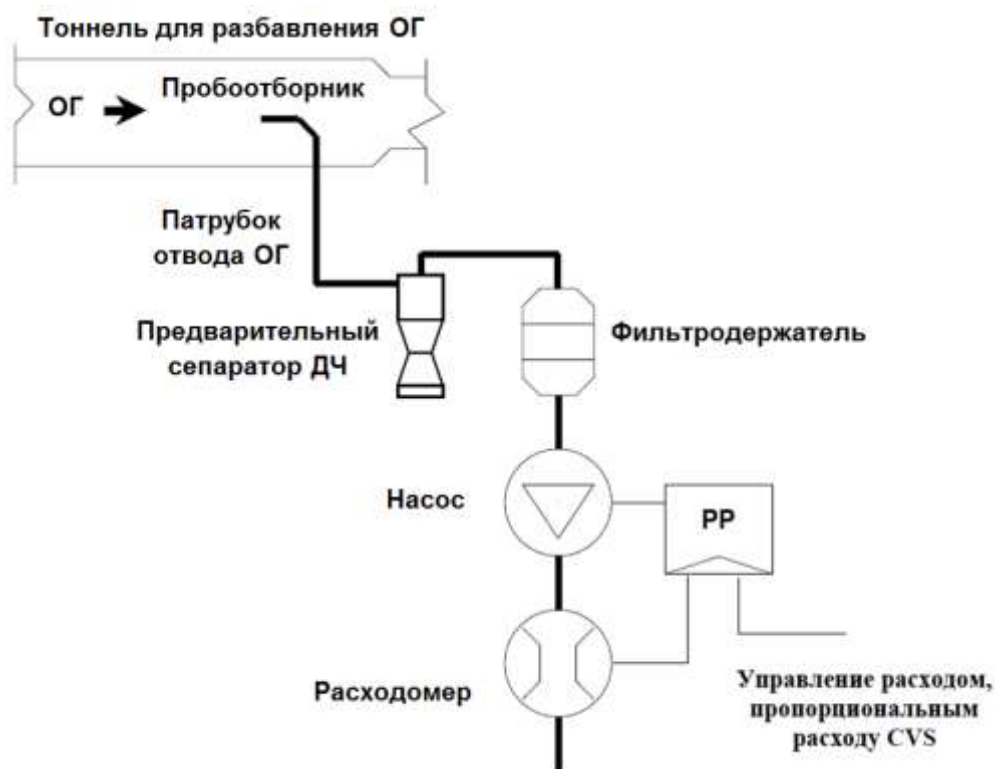 Тоннель для разбавления ОГ
Пробоотборник
ОГ
Патрубок
отвода ОГ
Предварительный
сепаратор ДЧ
Фильтродержатель
Насос
РР
Расходомер
Управление расходом,
пропорциональным
расходу CVS